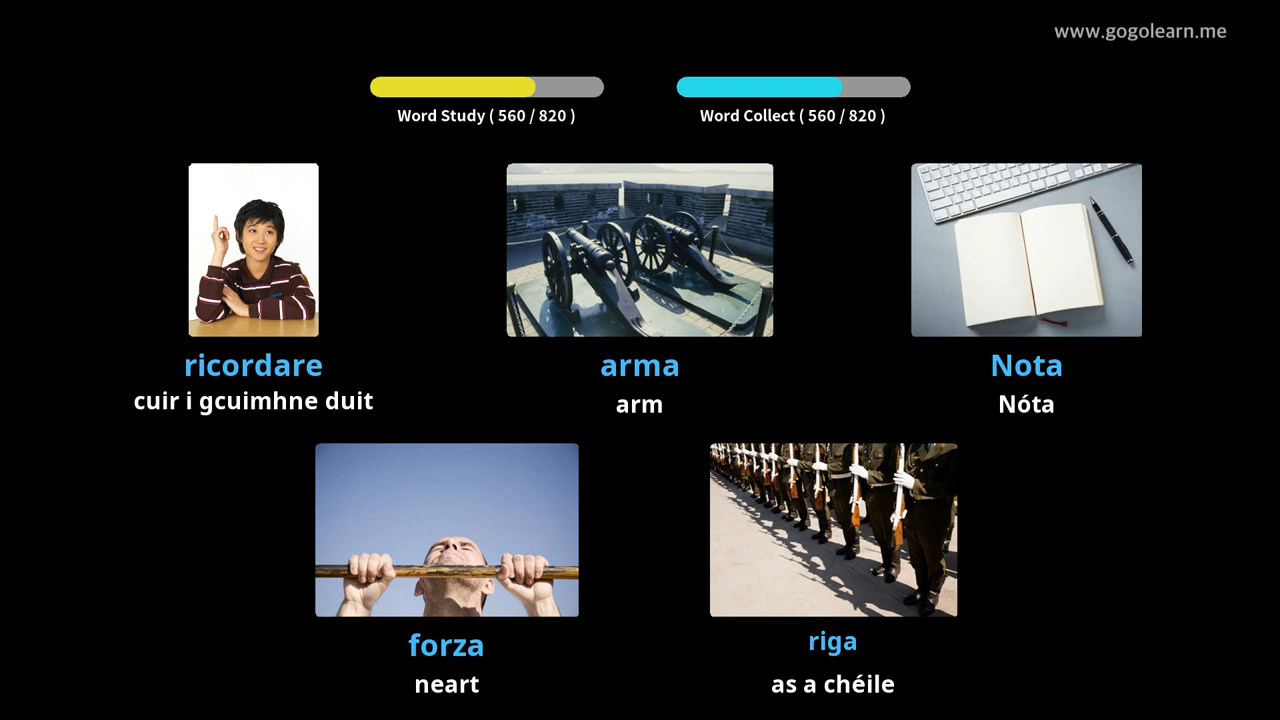 www.gogolearn.me
Word Study ( 560 / 820 )
Word Collect ( 560 / 820 )
ricordare
cuir i gcuimhne duit
arma
arm
Nota
Nóta
forza
neart
riga
as a chéile